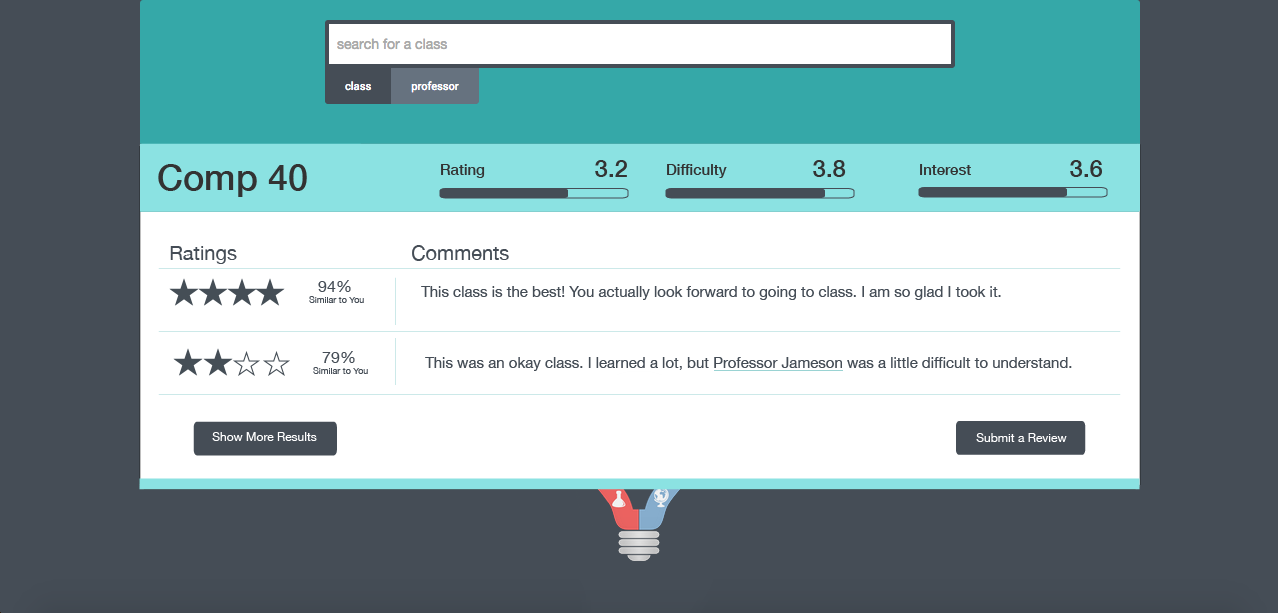 search for a class
class professor
Comp 40
Rating 3.2
Difficulty 3.8
Interest 3.6
Ratings
Comments
94%
Similar to You
This class is the best! You actually look forward to going to class. I am so glad I took it.
79%
Similar to You
This was an okay class. I learned a lot, but Professor Jameson was a little difficult to understand.
Show More Results
Submit a Review